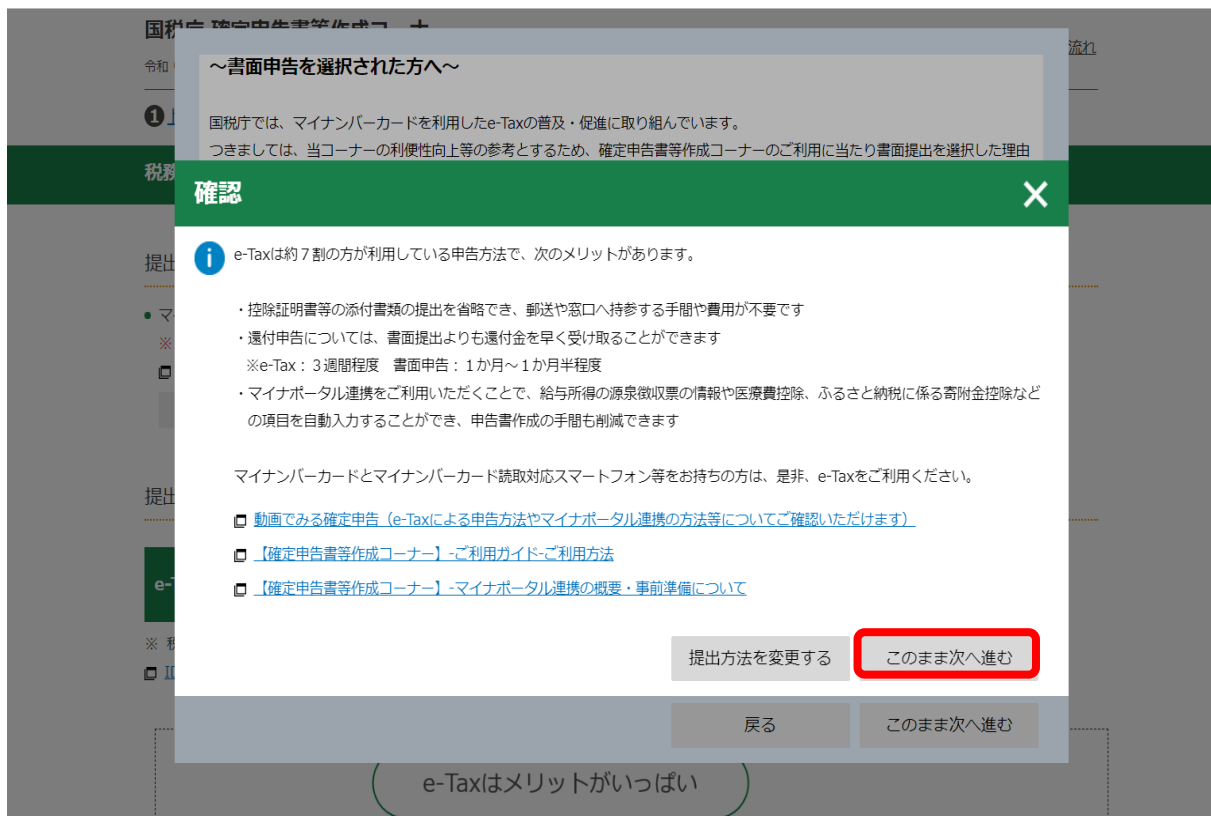 国税庁 確定申告書等作成コーナー
令和
流れ
～書面申告を選択された方へ～
❶
国税庁では、マイナンバーカードを利用したe-Taxの普及・促進に取り組んでいます。
つきましては、当コーナーの利便性向上等の参考とするため、確定申告書等作成コーナーのご利用に当たり書面提出を選択した理由
税務
確認
e-Taxは約７割の方が利用している申告方法で、次のメリットがあります。
提出
・控除証明書等の添付書類の提出を省略でき、郵送や窓口へ持参する手間や費用が不要です
・還付申告については、書面提出よりも還付金を早く受け取ることができます
※e-Tax：３週間程度　書面申告：１か月～１か月半程度
・マイナポータル連携をご利用いただくことで、給与所得の源泉徴収票の情報や医療費控除、ふるさと納税に係る寄附金控除など
の項目を自動入力することができ、申告書作成の手間も削減できます
マイナンバーカードとマイナンバーカード読取対応スマートフォン等をお持ちの方は、是非、e-Taxをご利用ください。
提出
動画でみる確定申告（e-Taxによる申告方法やマイナポータル連携の方法等についてご確認いただけます）
【確定申告書等作成コーナー】-ご利用ガイド-ご利用方法
【確定申告書等作成コーナー】-マイナポータル連携の概要・事前準備について
※
提出方法を変更する
このまま次へ進む
戻る
このまま次へ進む
e-Taxはメリットがいっぱい